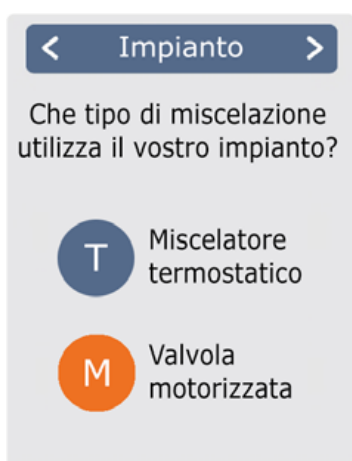 < Impianto >
Che tipo di miscelazione
utilizza il vostro impianto?
T
Miscelatore
termostatico
M
Valvola
motorizzata